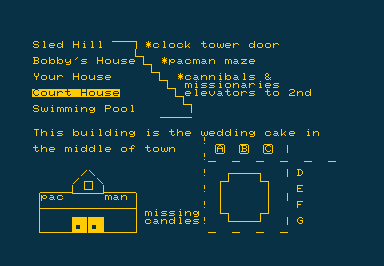 Sled Hill
*clock tower door
Bobby's House
*pacman maze
Your House
*cannibals &
missionaries
Court House
elevators to 2nd
Swimming Pool
This building is the wedding cake in
the middle of town
A B C
D
E
F
G
pac man
missing
candles